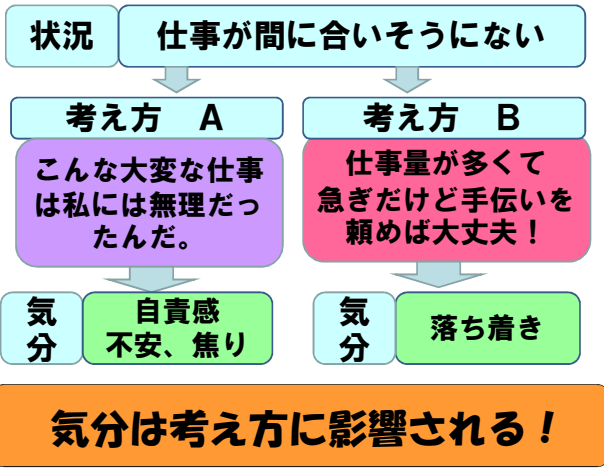 状況
仕事が間に合いそうにない
考え方　A
こんな大変な仕事
は私には無理だっ
たんだ。
気
分
自責感
不安、焦り
考え方　B
仕事量が多くて
急ぎだけど手伝いを
頼めば大丈夫！
気
分
落ち着き
気分は考え方に影響される！